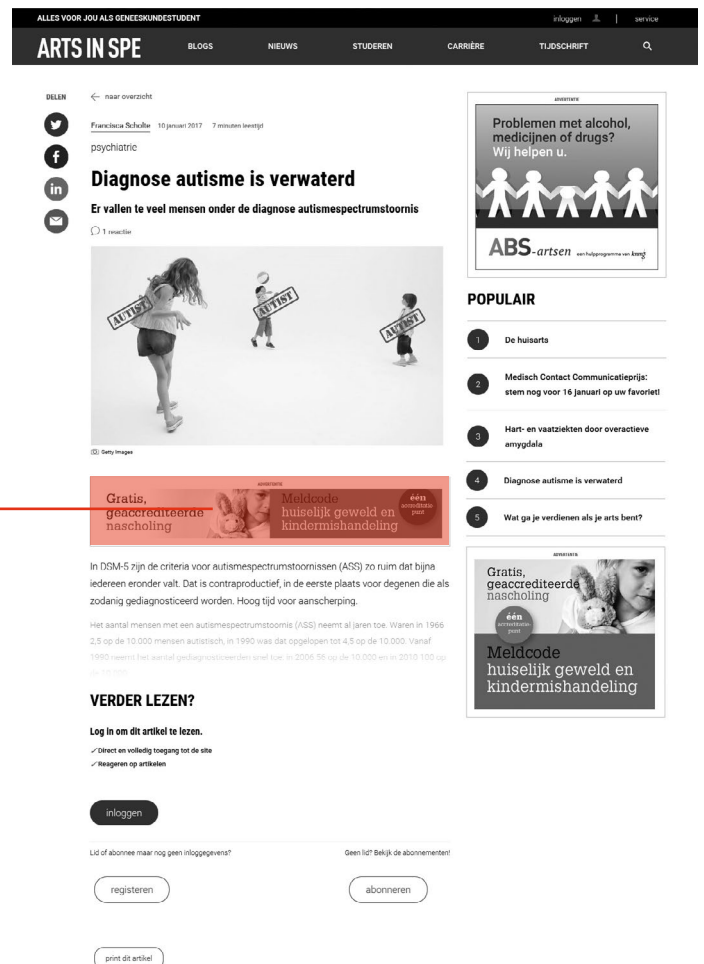 ALLES VOOR JOU ALS GENEESKUNDESTUDENT
inloggen | service
ARTS IN SPE
BLOGS NIEUWS STUDEREN CARRIÈRE TIJDSCHRIFT
DELEN
naar overzicht
Francisca Scholte 10 januari 2017 7 minuten leestijd
psychiatrie
Diagnose autisme is verwaterd
Er vallen te veel mensen onder de diagnose autismespectrumstoornis
1 reactie
AUTIST
AUTIST
AUTIST
Getty Images
ADVERTENTIE
Gratis,
geaccrediteerde
nascholing
Meldcode
huiselijk geweld en
kindermishandeling
één
accreditatie-
punt
In DSM-5 zijn de criteria voor autismespectrumstoornissen (ASS) zo ruim dat bijna
iedereen eronder valt. Dat is contraproductief, in de eerste plaats voor degenen die als
zodanig gediagnosticeerd worden. Hoog tijd voor aanscherping.
Het aantal mensen met een autismespectrumstoornis (ASS) neemt al jaren toe. Waren in 1966
2,5 op de 10.000 mensen autistisch, in 1990 was dat opgelopen tot 4,5 op de 10.000. Vanaf
1990 neemt het aantal gediagnosticeerden snel toe: in 2006 56 op de 10.000 en in 2010 100 op
de 10.000.
VERDER LEZEN?
Log in om dit artikel te lezen.
✓Direct en volledig toegang tot de site
✓Reageren op artikelen
inloggen
Lid of abonnee maar nog geen inloggegevens? Geen lid? Bekijk de abonnementen!
registeren abonneren
print dit artikel
ADVERTENTIE
Problemen met alcohol,
medicijnen of drugs?
Wij helpen u.
ABS-artsen een hulpprogramma van knmg
POPULAIR
1 De huisarts
2 Medisch Contact Communicatieprijs:
stem nog voor 16 januari op uw favoriet!
3 Hart- en vaatziekten door overactieve
amygdala
4 Diagnose autisme is verwaterd
5 Wat ga je verdienen als je arts bent?
ADVERTENTIE
Gratis,
geaccrediteerde
nascholing
één
accreditatie-
punt
Meldcode
huiselijk geweld en
kindermishandeling